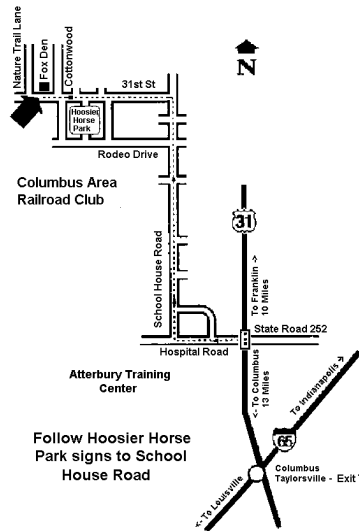 Nature Trail Lane
Fox Den
Cottonwood
31st St
N
Hoosier
Horse
Park
Rodeo Drive
Columbus Area
Railroad Club
31
School House Road
To Franklin ->
10 Miles
State Road 252
Hospital Road
Atterbury Training
Center
<- To Columbus
13 Miles
To Indianapolis ->
65
Follow Hoosier Horse
Park signs to School
House Road
Columbus
Taylorsville - Exit
<- To Louisville